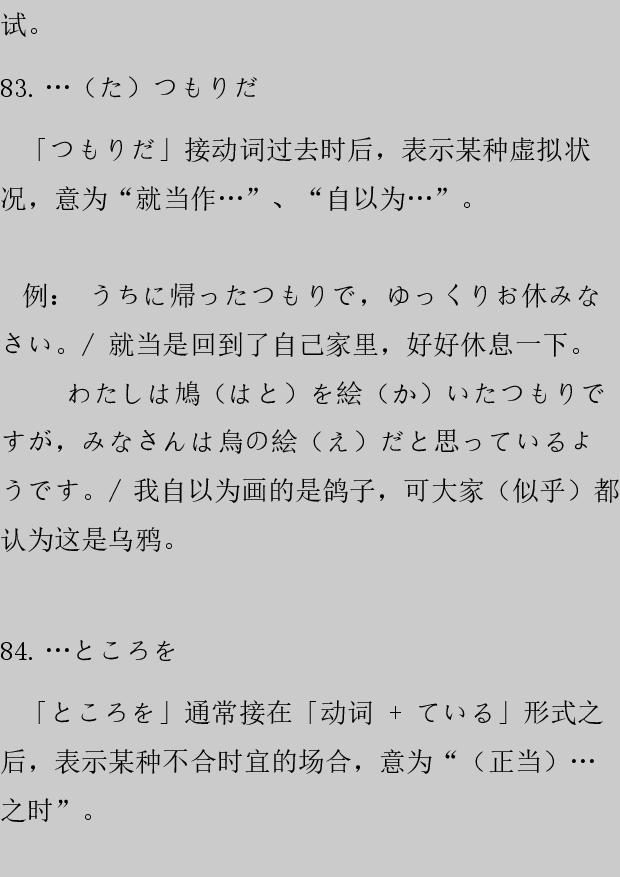 试。
83. …（た）つもりだ
「つもりだ」接动词过去时后，表示某种虚拟状
况，意为“就当作…”、“自以为…”。
例： うちに帰ったつもりで，ゆっくりお休みな
さい。/ 就当是回到了自己家里，好好休息一下。
わたしは鳩（はと）を絵（か）いたつもりで
すが，みなさんは烏の絵（え）だと思っているよ
うです。/ 我自以为画的是鸽子，可大家（似乎）都
认为这是乌鸦。
84. …ところを
「ところを」通常接在「动词 + ている」形式之
后，表示某种不合时宜的场合，意为“（正当）…
之时”。